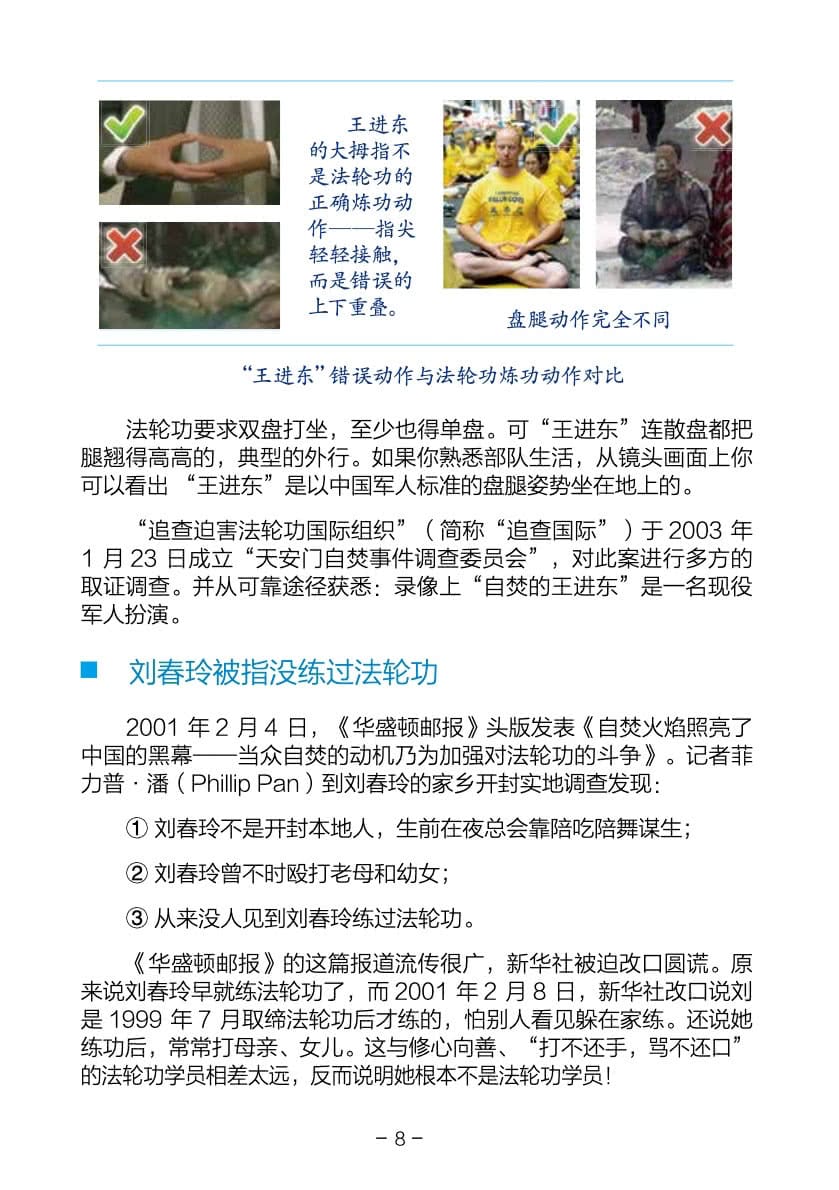 王进东
的大拇指不
是法轮功的
正确炼功动
作——指尖
轻轻接触，
而是错误的
上下重叠。
盘腿动作完全不同
“王进东”错误动作与法轮功炼功动作对比
法轮功要求双盘打坐，至少也得单盘。可“王进东”连散盘都把
腿翘得高高的，典型的外行。如果你熟悉部队生活，从镜头画面上你
可以看出 “王进东”是以中国军人标准的盘腿姿势坐在地上的。
“追查迫害法轮功国际组织”（简称“追查国际”）于 2003 年
1 月 23 日成立“天安门自焚事件调查委员会”，对此案进行多方的
取证调查。并从可靠途径获悉：录像上“自焚的王进东”是一名现役
军人扮演。
刘春玲被指没练过法轮功
2001 年 2 月 4 日，《华盛顿邮报》头版发表《自焚火焰照亮了
中国的黑幕——当众自焚的动机乃为加强对法轮功的斗争》。记者菲
力普·潘（Phillip Pan）到刘春玲的家乡开封实地调查发现：
① 刘春玲不是开封本地人，生前在夜总会靠陪吃陪舞谋生；
② 刘春玲曾不时殴打老母和幼女；
③ 从来没人见到刘春玲练过法轮功。
《华盛顿邮报》的这篇报道流传很广，新华社被迫改口圆谎。原
来说刘春玲早就练法轮功了，而 2001 年 2 月 8 日，新华社改口说刘
是 1999 年 7 月取缔法轮功后才练的，怕别人看见躲在家练。还说她
练功后，常常打母亲、女儿。这与修心向善、“打不还手，骂不还口”
的法轮功学员相差太远，反而说明她根本不是法轮功学员！
- 8 -